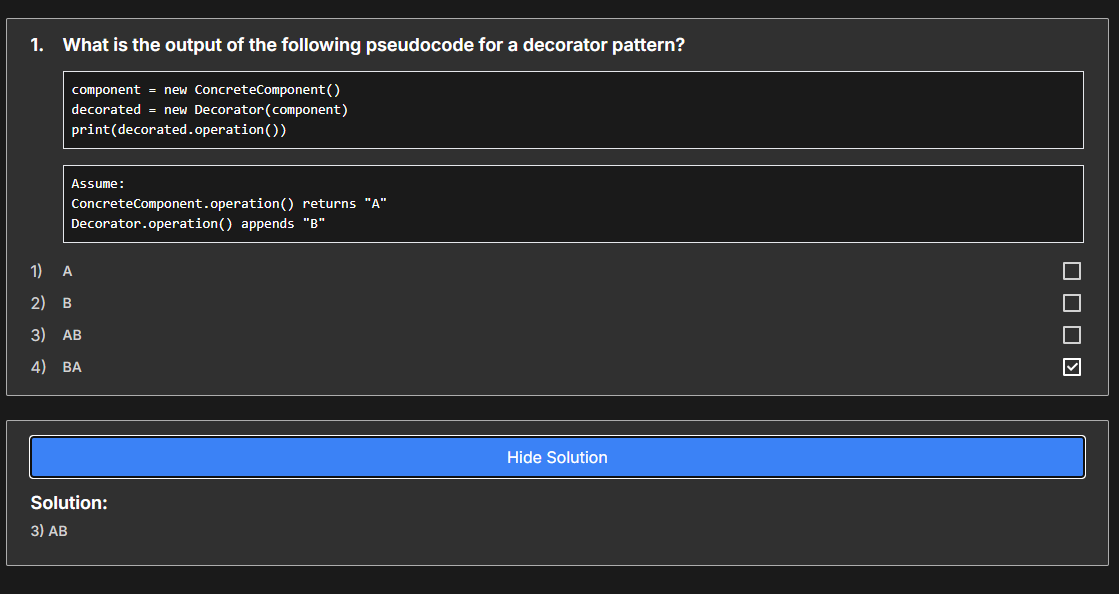 1. What is the output of the following pseudocode for a decorator pattern?
component = new ConcreteComponent()
decorated = new Decorator(component)
print(decorated.operation())
Assume:
ConcreteComponent.operation() returns "A"
Decorator.operation() appends "B"
1) A
2) B
3) AB
4) BA
Hide Solution
Solution:
3) AB